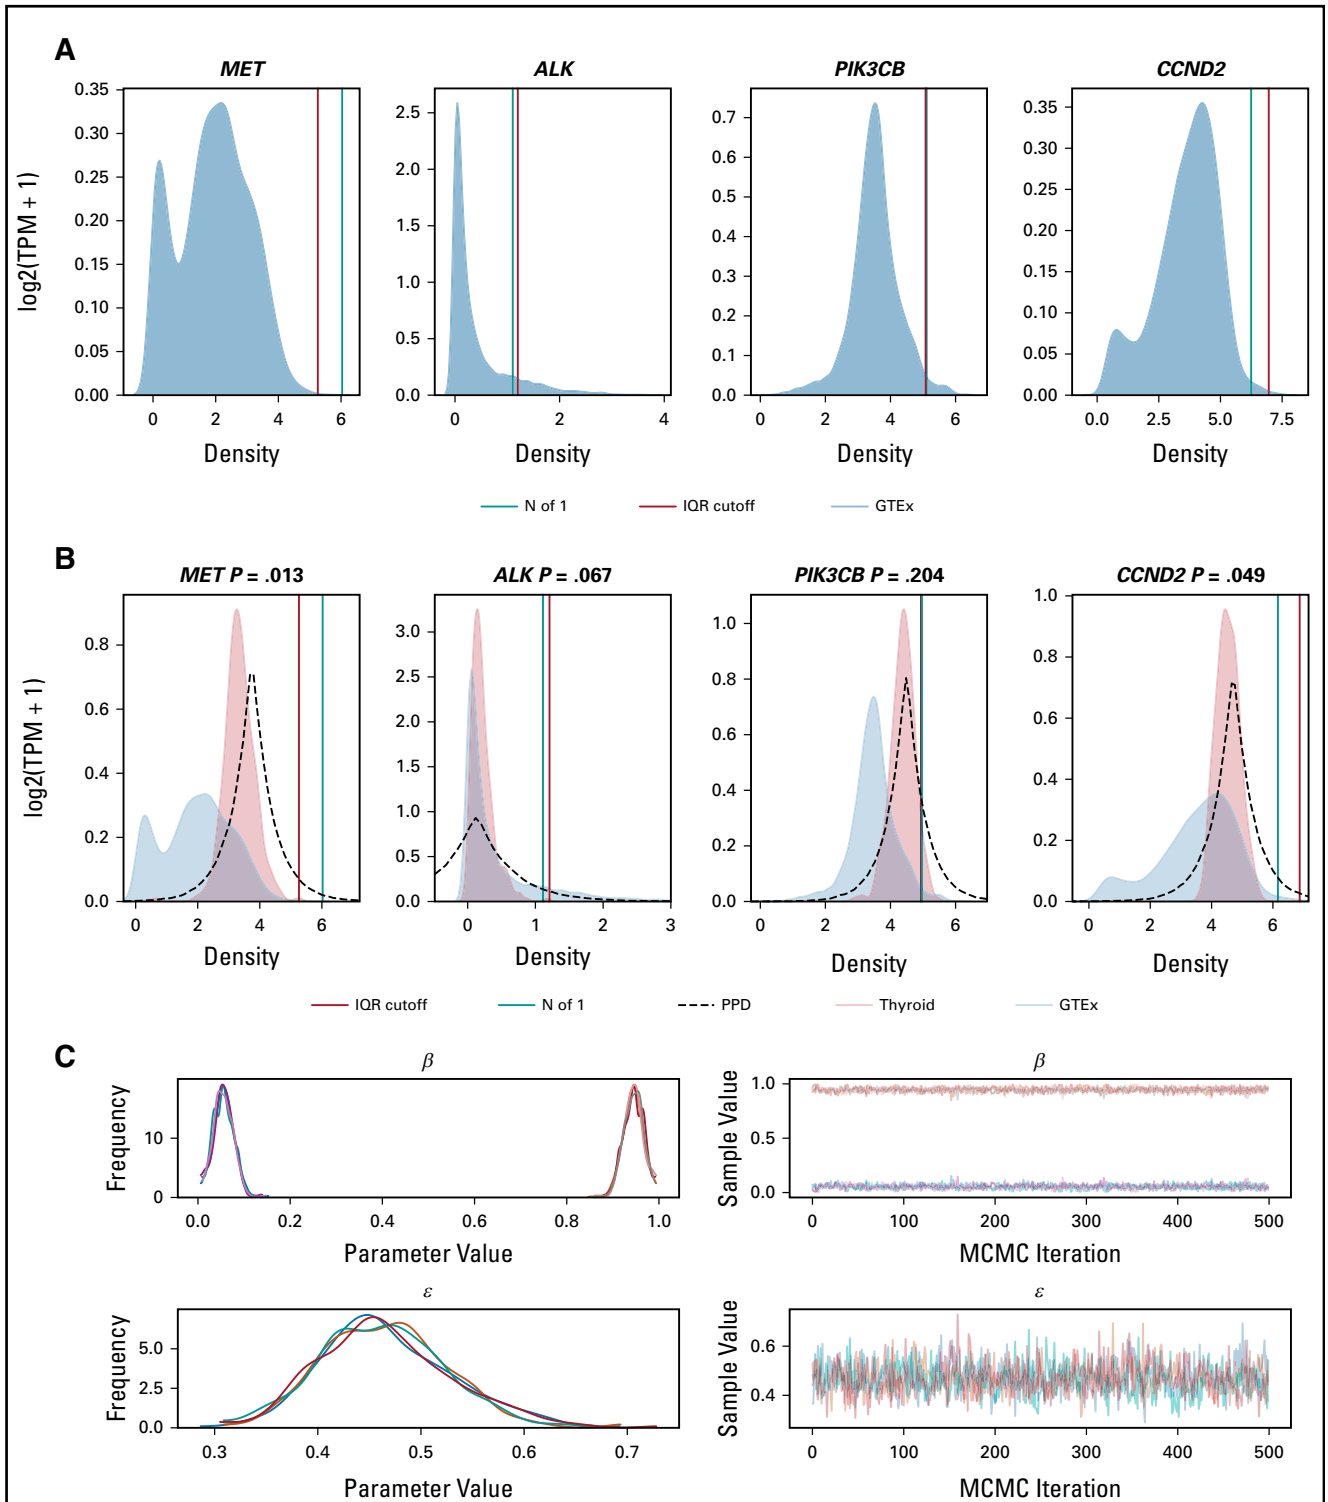 A
MET
ALK
PIK3CB
CCND2
log2(TPM + 1)
0.35
0.30
0.25
0.20
0.15
0.10
0.05
0.00
0 2 4 6
Density
2.5
2.0
1.5
1.0
0.5
0.0
0 2 4
Density
0.7
0.6
0.5
0.4
0.3
0.2
0.1
0.0
0 2 4 6
Density
0.35
0.30
0.25
0.20
0.15
0.10
0.05
0.00
0.0 2.5 5.0 7.5
Density
N of 1 IQR cutoff GTEx
B
MET P = .013
ALK P = .067
PIK3CB P = .204
CCND2 P = .049
log2(TPM + 1)
0.8
0.6
0.4
0.2
0.0
0 2 4 6
Density
3.0
2.5
2.0
1.5
1.0
0.5
0.0
0 1 2 3
Density
1.0
0.8
0.6
0.4
0.2
0.0
0 2 4 6
Density
1.0
0.8
0.6
0.4
0.2
0.0
0 2 4 6
Density
IQR cutoff N of 1 PPD Thyroid GTEx
C
β
Frequency
10
0
0.0 0.2 0.4 0.6 0.8 1.0
Parameter Value
β
Sample Value
1.0
0.5
0.0
0 100 200 300 400 500
MCMC Iteration
ε
Frequency
5.0
2.5
0.0
0.3 0.4 0.5 0.6 0.7
Parameter Value
ε
Sample Value
0.6
0.4
0 100 200 300 400 500
MCMC Iteration